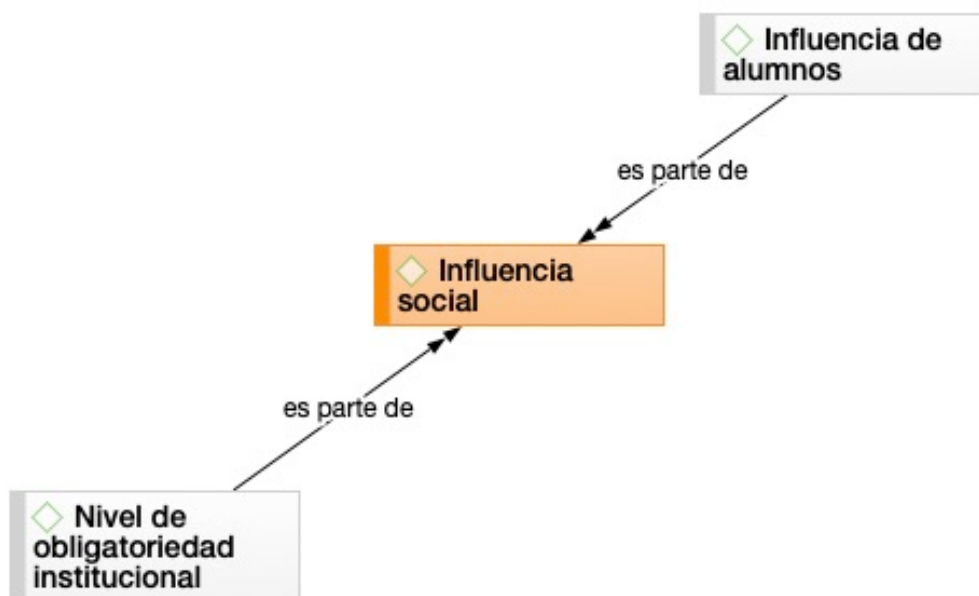 Influencia de
alumnos
es parte de
Influencia
social
es parte de
Nivel de
obligatoriedad
institucional